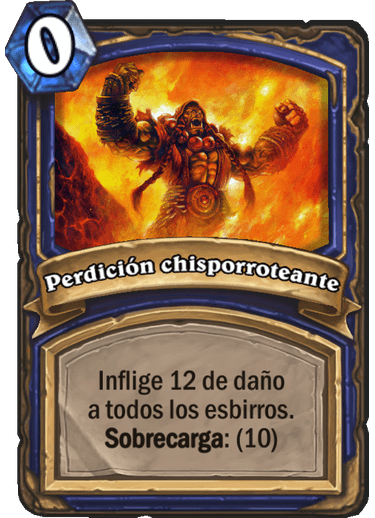 0
Perdición chisporroteante
Inflige 12 de daño
a todos los esbirros.
Sobrecarga: (10)